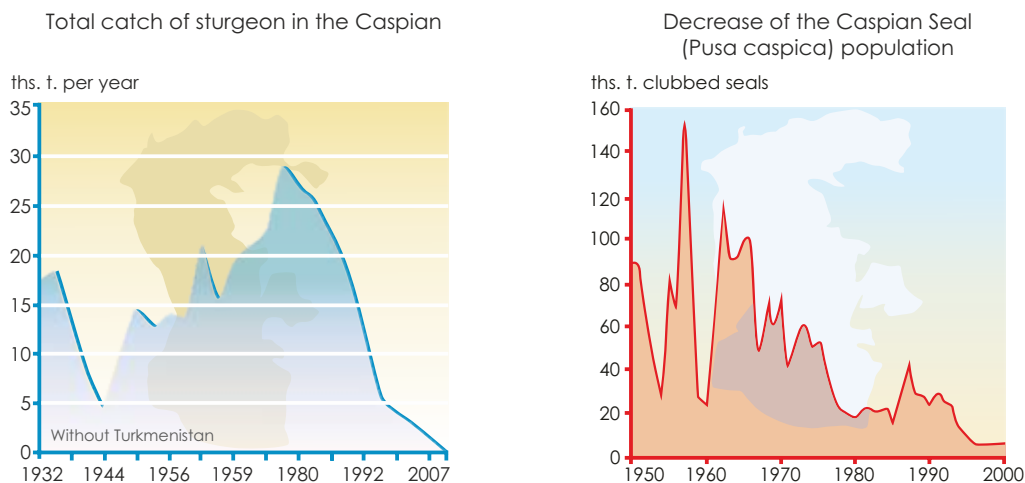 Total catch of sturgeon in the Caspian
ths. t. per year
35
30
25
20
15
10
5
0
Without Turkmenistan
1932 1944 1956 1959 1980 1992 2007
Decrease of the Caspian Seal
(Pusa caspica) population
ths. t. clubbed seals
160
140
120
100
80
60
40
20
0
1950 1960 1970 1980 1990 2000